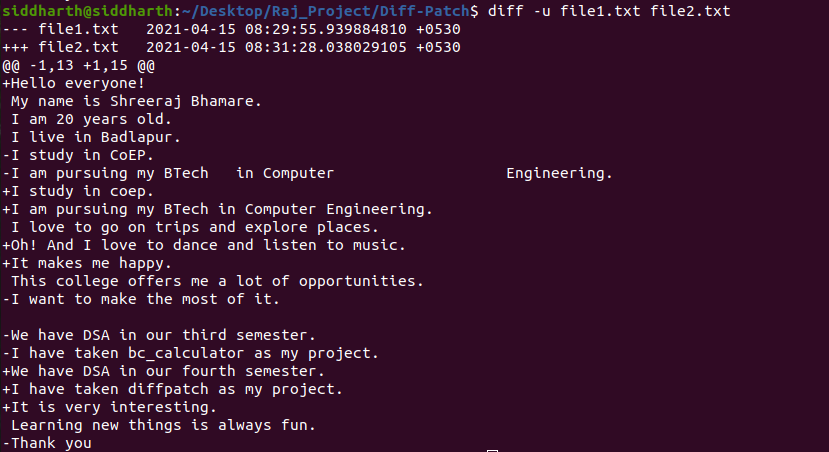 siddharth@siddharth:~/Desktop/Raj_Project/Diff-Patch$ diff -u file1.txt file2.txt
--- file1.txt   2021-04-15 08:29:55.939884810 +0530
+++ file2.txt   2021-04-15 08:31:28.038029105 +0530
@@ -1,13 +1,15 @@
+Hello everyone!
 My name is Shreeraj Bhamare.
 I am 20 years old.
 I live in Badlapur.
-I study in CoEP.
-I am pursuing my BTech   in Computer                   Engineering.
+I study in coep.
+I am pursuing my BTech in Computer Engineering.
 I love to go on trips and explore places.
+Oh! And I love to dance and listen to music.
+It makes me happy.
 This college offers me a lot of opportunities.
-I want to make the most of it.

-We have DSA in our third semester.
-I have taken bc_calculator as my project.
+We have DSA in our fourth semester.
+I have taken diffpatch as my project.
+It is very interesting.
 Learning new things is always fun.
-Thank you